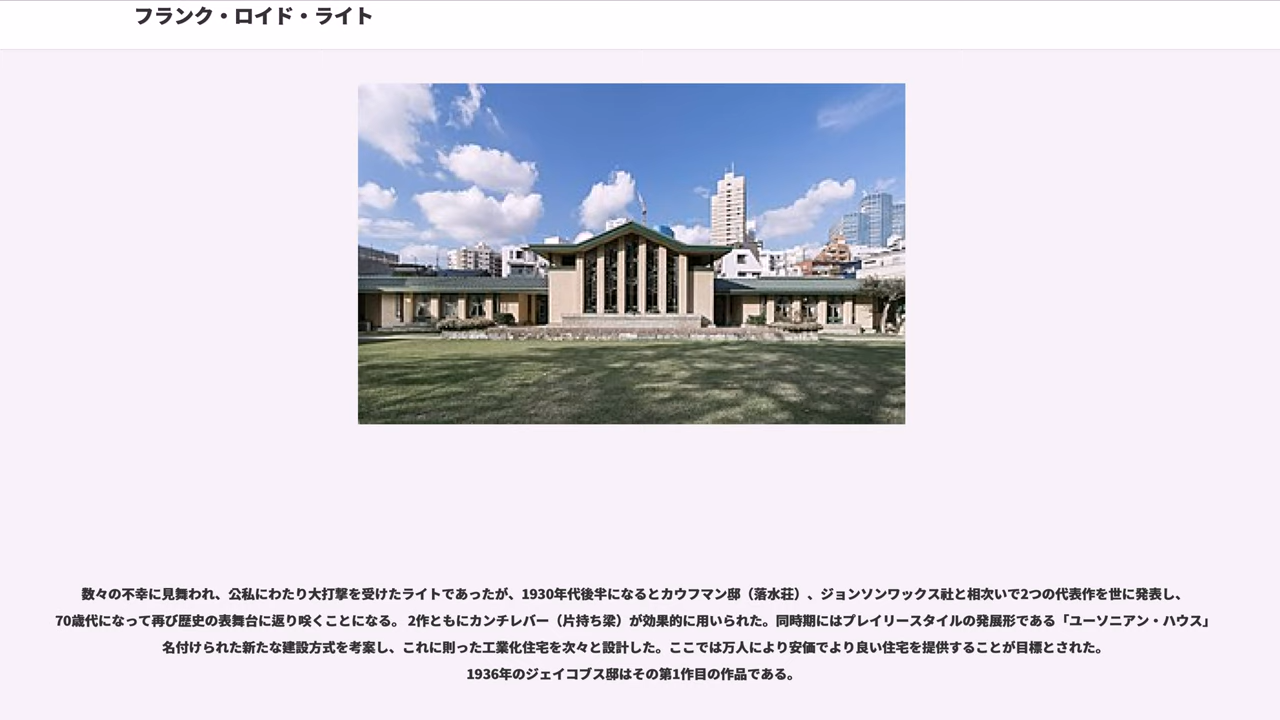 フランク・ロイド・ライト
数々の不幸に見舞われ、公私にわたり大打撃を受けたライトであったが、1930年代後半になるとカウフマン邸（落水荘）、ジョンソンワックス社と相次いで2つの代表作を世に発表し、
70歳代になって再び歴史の表舞台に返り咲くことになる。 2作ともにカンチレバー（片持ち梁）が効果的に用いられた。同時期にはプレイリースタイルの発展形である「ユーソニアン・ハウス」
名付けられた新たな建設方式を考案し、これに則った工業化住宅を次々と設計した。ここでは万人により安価でより良い住宅を提供することが目標とされた。
1936年のジェイコブス邸はその第1作目の作品である。